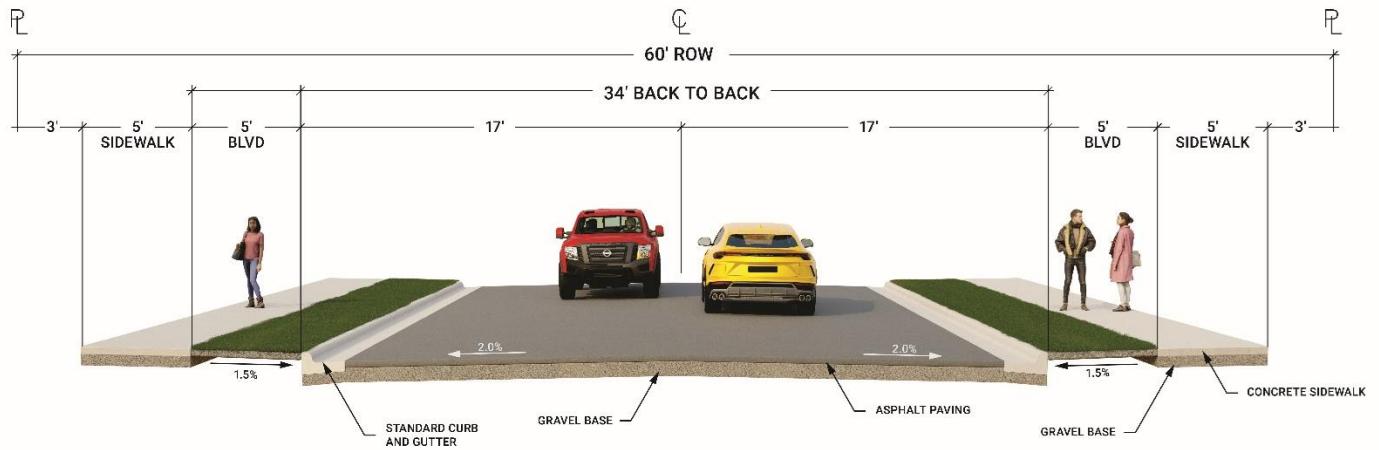 PL
CL
PL
60' ROW
34' BACK TO BACK
3'
5'
SIDEWALK
5'
BLVD
17'
17'
5'
BLVD
5'
SIDEWALK
3'
2.0%
2.0%
1.5%
1.5%
STANDARD CURB
AND GUTTER
GRAVEL BASE
ASPHALT PAVING
GRAVEL BASE
CONCRETE SIDEWALK